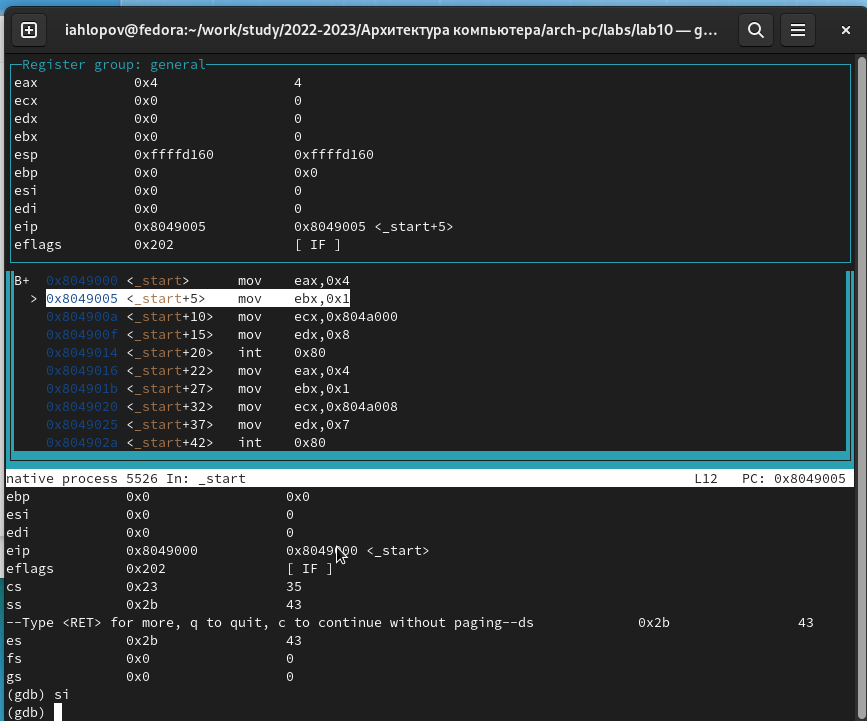 iahlopov@fedora:~/work/study/2022-2023/Архитектура компьютера/arch-pc/labs/lab10 — g...
Register group: general
eax 0x4 4
ecx 0x0 0
edx 0x0 0
ebx 0x0 0
esp 0xffffd160 0xffffd160
ebp 0x0 0x0
esi 0x0 0
edi 0x0 0
eip 0x8049005 0x8049005 <_start+5>
eflags 0x202 [ IF ]
B+ 0x8049000 <_start> mov eax,0x4
> 0x8049005 <_start+5> mov ebx,0x1
0x804900a <_start+10> mov ecx,0x804a000
0x804900f <_start+15> mov edx,0x8
0x8049014 <_start+20> int 0x80
0x8049016 <_start+22> mov eax,0x4
0x804901b <_start+27> mov ebx,0x1
0x8049020 <_start+32> mov ecx,0x804a008
0x8049025 <_start+37> mov edx,0x7
0x804902a <_start+42> int 0x80
native process 5526 In: _start L12 PC: 0x8049005
ebp 0x0 0x0
esi 0x0 0
edi 0x0 0
eip 0x8049000 0x8049000 <_start>
eflags 0x202 [ IF ]
cs 0x23 35
ss 0x2b 43
--Type <RET> for more, q to quit, c to continue without paging--ds 0x2b 43
es 0x2b 43
fs 0x0 0
gs 0x0 0
(gdb) si
(gdb)